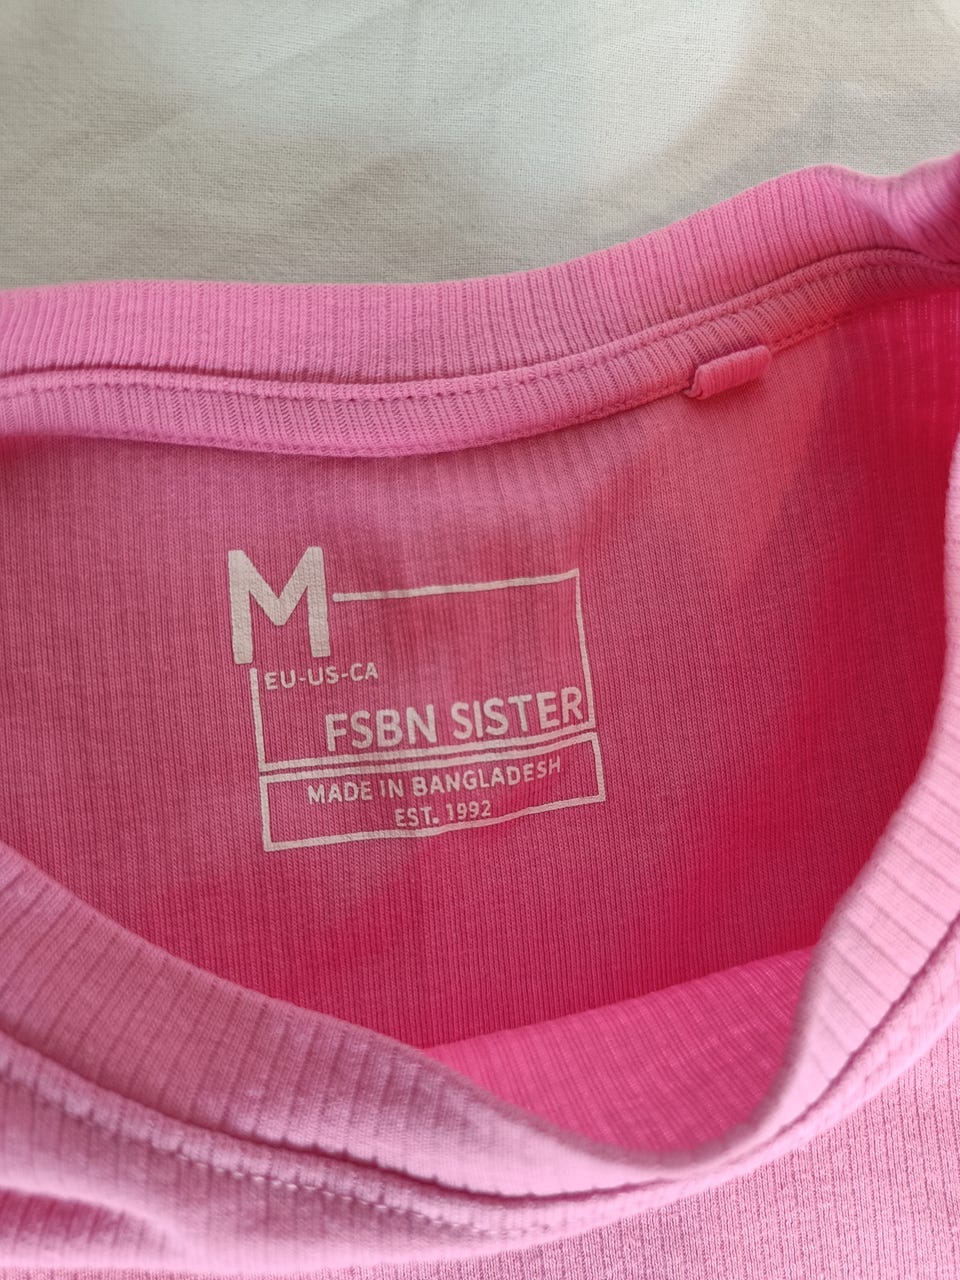 M
EU-US-CA
FSBN SISTER
MADE IN BANGLADESH
EST. 1992